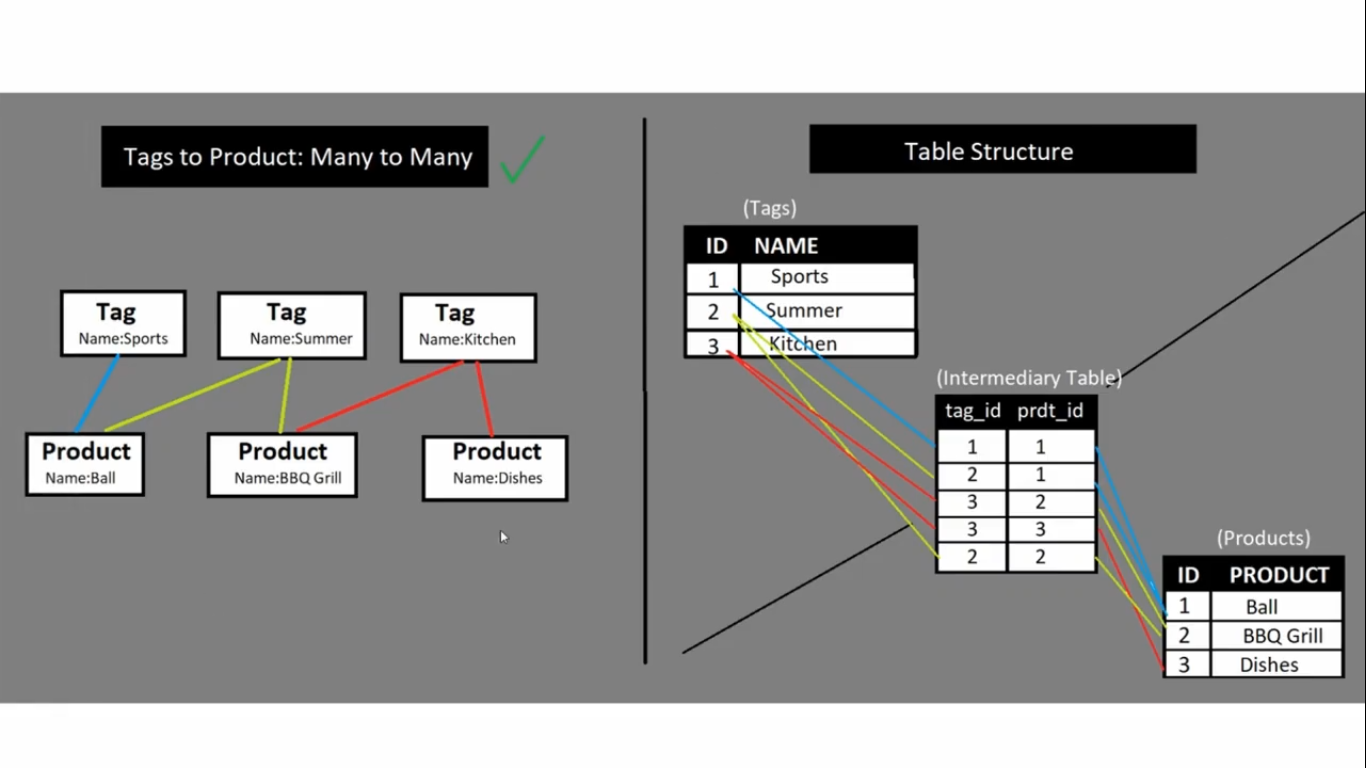 Tags to Product: Many to Many
Tag
Name:Sports
Tag
Name:Summer
Tag
Name:Kitchen
Product
Name:Ball
Product
Name:BBQ Grill
Product
Name:Dishes
Table Structure
(Tags)
ID NAME
1 Sports
2 Summer
3 Kitchen
(Intermediary Table)
tag_id prdt_id
1 1
2 1
3 2
3 3
2 2
(Products)
ID PRODUCT
1 Ball
2 BBQ Grill
3 Dishes